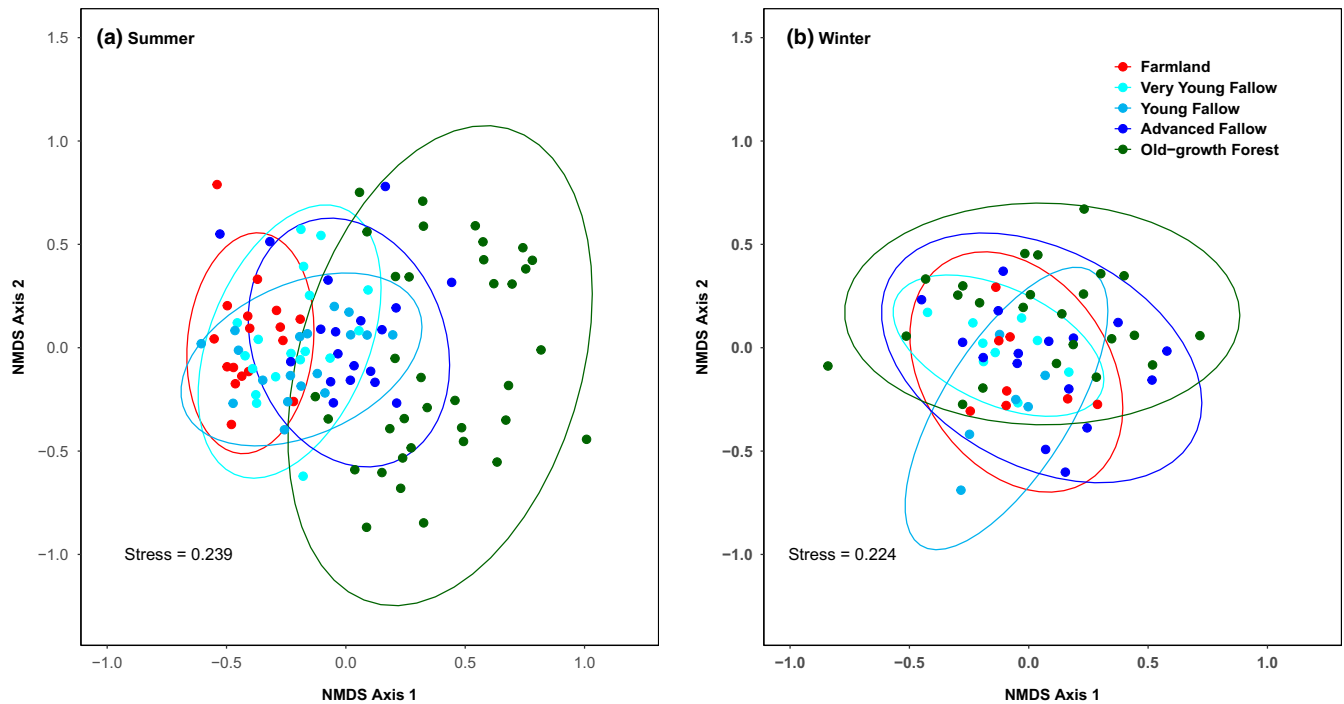 (a) Summer
1.5
1.0
0.5
0.0
−0.5
−1.0
NMDS Axis 2
Stress = 0.239
−1.0 −0.5 0.0 0.5 1.0
NMDS Axis 1
(b) Winter
Farmland
Very Young Fallow
Young Fallow
Advanced Fallow
Old−growth Forest
1.5
1.0
0.5
0.0
−0.5
−1.0
NMDS Axis 2
Stress = 0.224
−1.0 −0.5 0.0 0.5 1.0
NMDS Axis 1